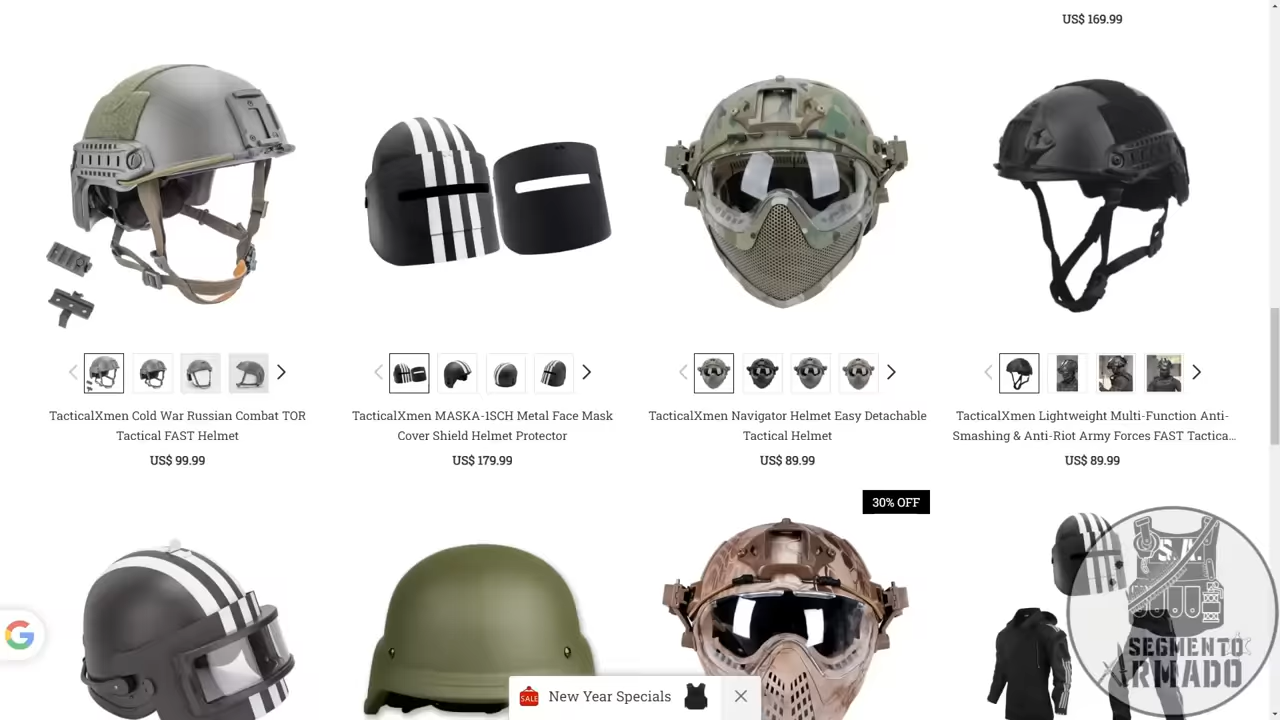 US$ 169.99
TacticalXmen Cold War Russian Combat TOR
Tactical FAST Helmet
US$ 99.99
TacticalXmen MASKA-1SCH Metal Face Mask
Cover Shield Helmet Protector
US$ 179.99
TacticalXmen Navigator Helmet Easy Detachable
Tactical Helmet
US$ 89.99
TacticalXmen Lightweight Multi-Function Anti-
Smashing & Anti-Riot Army Forces FAST Tactica...
US$ 89.99
30% OFF
SALE
New Year Specials
S.A.
SEGMENTO
ARMADO